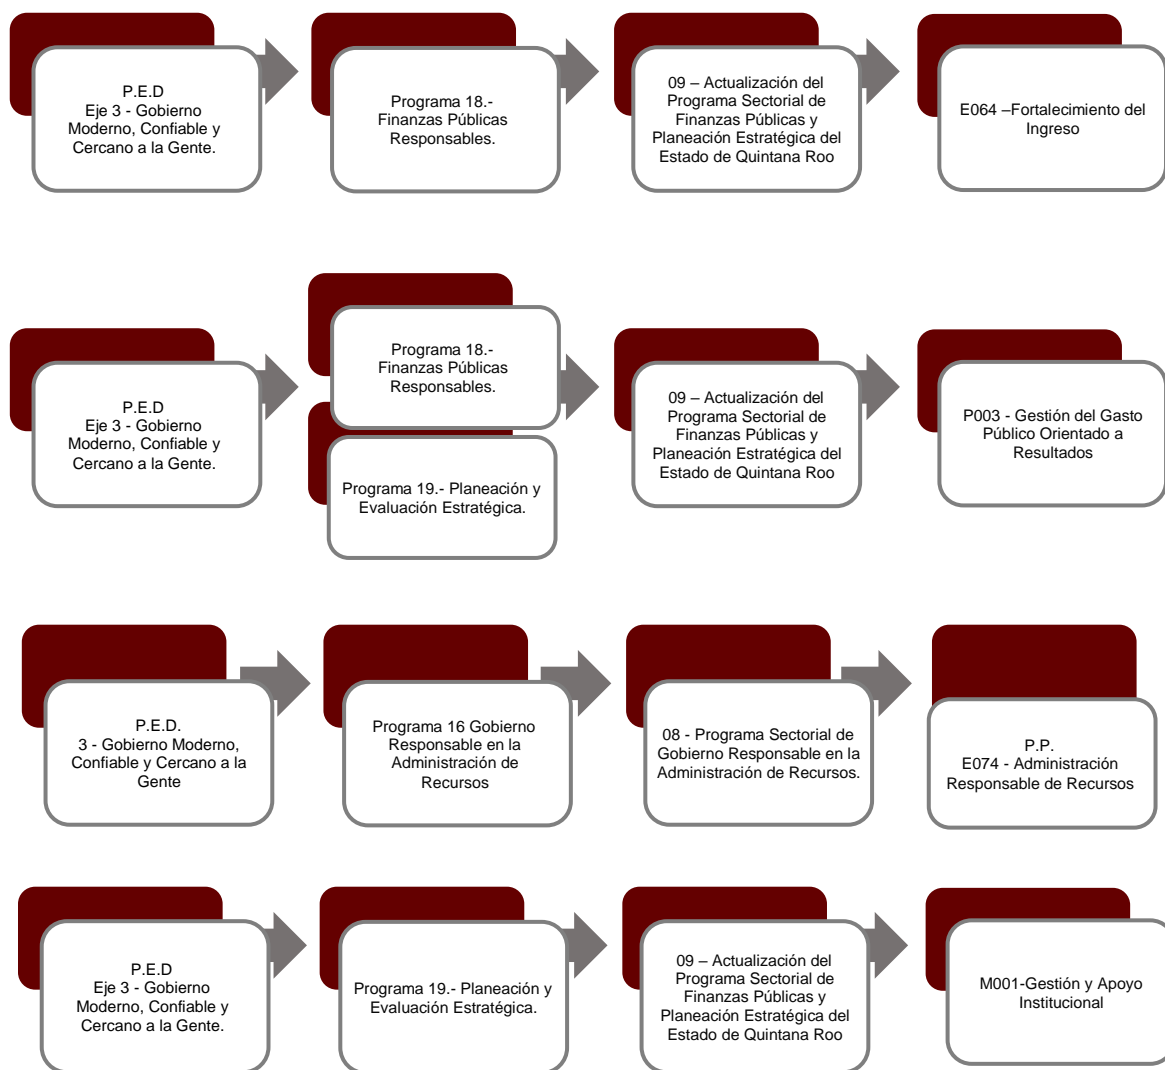 P.E.D
Eje 3 - Gobierno
Moderno, Confiable y
Cercano a la Gente.
Programa 18.-
Finanzas Públicas
Responsables.
09 – Actualización del
Programa Sectorial de
Finanzas Públicas y
Planeación Estratégica del
Estado de Quintana Roo
E064 –Fortalecimiento del
Ingreso
P.E.D
Eje 3 - Gobierno
Moderno, Confiable y
Cercano a la Gente.
Programa 18.-
Finanzas Públicas
Responsables.
Programa 19.- Planeación y
Evaluación Estratégica.
09 – Actualización del
Programa Sectorial de
Finanzas Públicas y
Planeación Estratégica del
Estado de Quintana Roo
P003 - Gestión del Gasto
Público Orientado a
Resultados
P.E.D.
3 - Gobierno Moderno,
Confiable y Cercano a la
Gente
Programa 16 Gobierno
Responsable en la
Administración de
Recursos
08 - Programa Sectorial de
Gobierno Responsable en la
Administración de Recursos.
P.P.
E074 - Administración
Responsable de Recursos
P.E.D
Eje 3 - Gobierno
Moderno, Confiable y
Cercano a la Gente.
Programa 19.- Planeación y
Evaluación Estratégica.
09 – Actualización del
Programa Sectorial de
Finanzas Públicas y
Planeación Estratégica del
Estado de Quintana Roo
M001-Gestión y Apoyo
Institucional